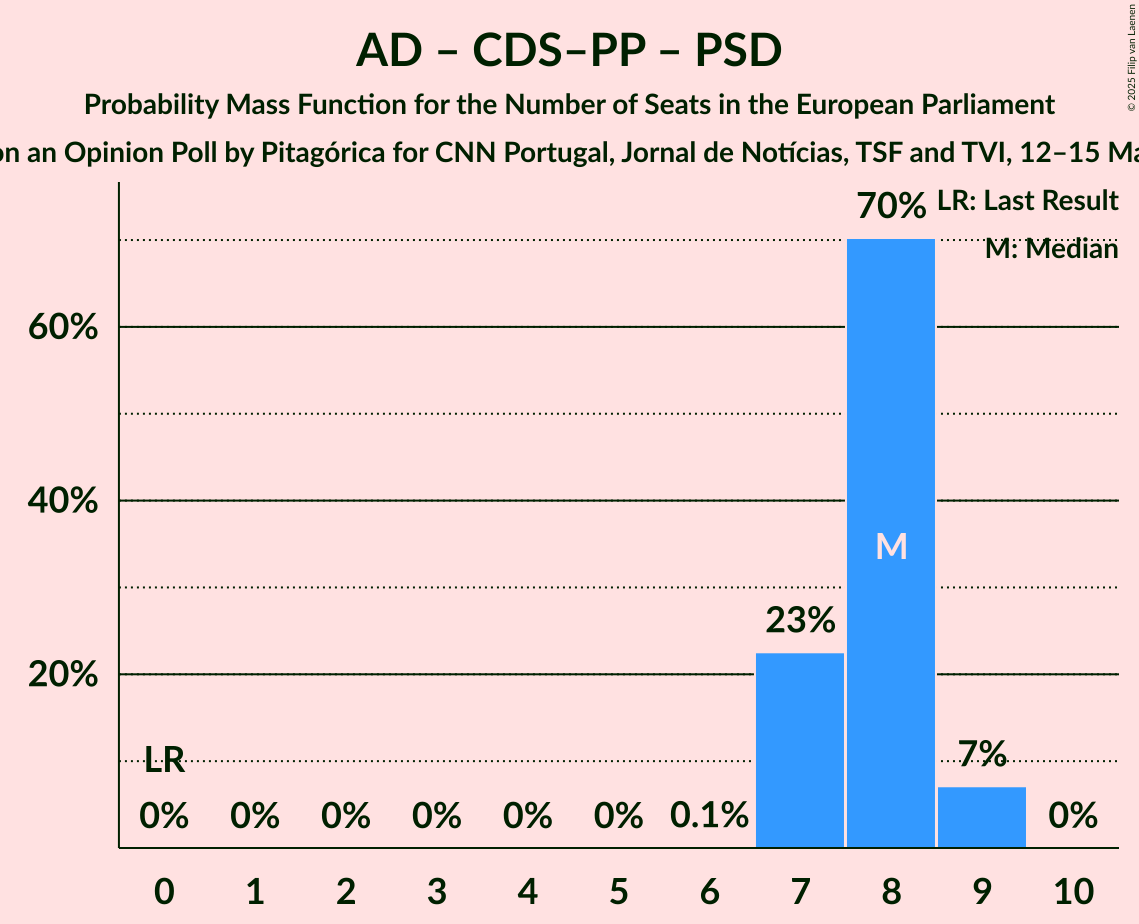 AD – CDS–PP – PSD
Probability Mass Function for the Number of Seats in the European Parliament
on an Opinion Poll by Pitagórica for CNN Portugal, Jornal de Notícias, TSF and TVI, 12–15 Ma
© 2025 Filip van Laenen
LR: Last Result
M: Median
70%
60%
40%
M
23%
20%
LR
7%
0% 0% 0% 0% 0% 0% 0.1% 0%
0 1 2 3 4 5 6 7 8 9 10